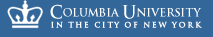 COLUMBIA UNIVERSITY
IN THE CITY OF NEW YORK